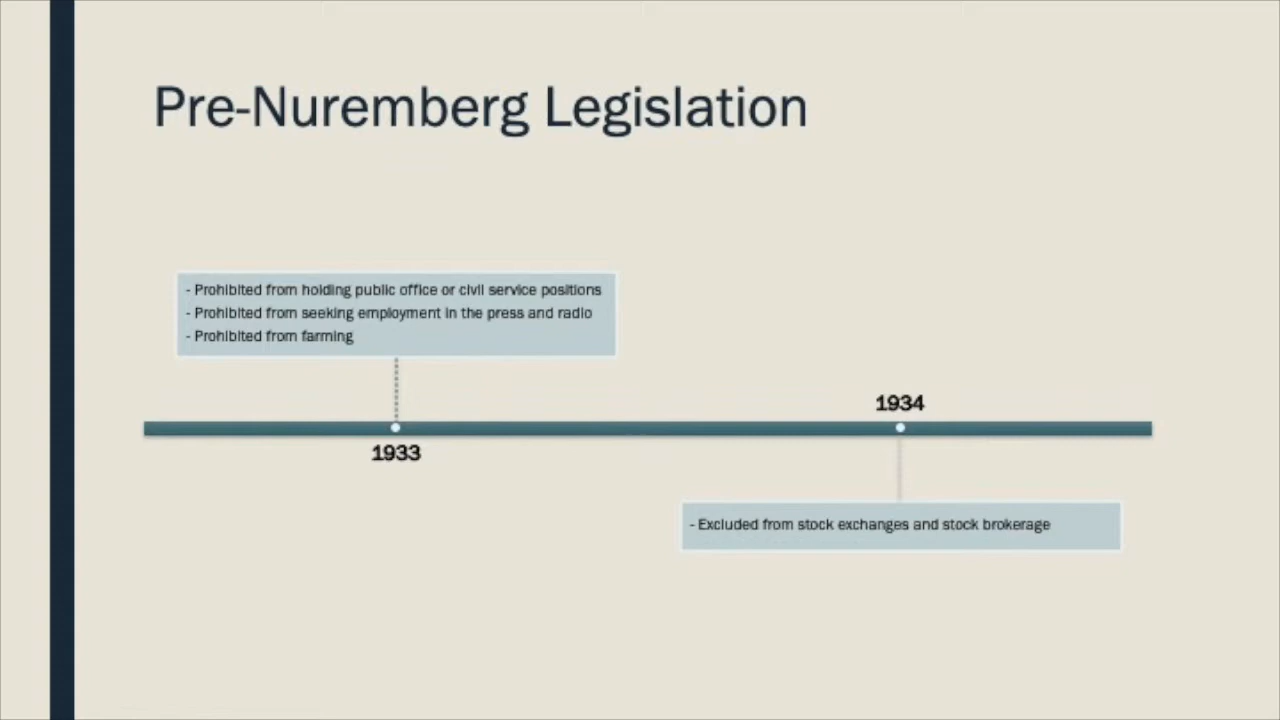 Pre-Nuremberg Legislation
- Prohibited from holding public office or civil service positions
- Prohibited from seeking employment in the press and radio
- Prohibited from farming
1933
1934
- Excluded from stock exchanges and stock brokerage